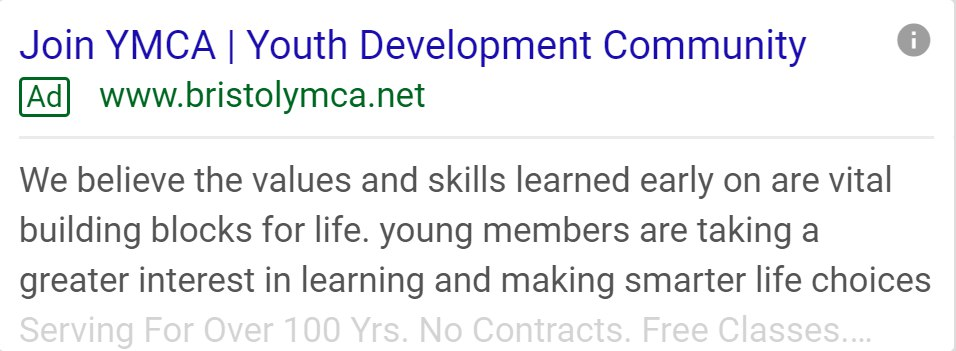 Join YMCA | Youth Development Community
Ad www.bristolymca.net
We believe the values and skills learned early on are vital
building blocks for life. young members are taking a
greater interest in learning and making smarter life choices
Serving For Over 100 Yrs. No Contracts. Free Classes....